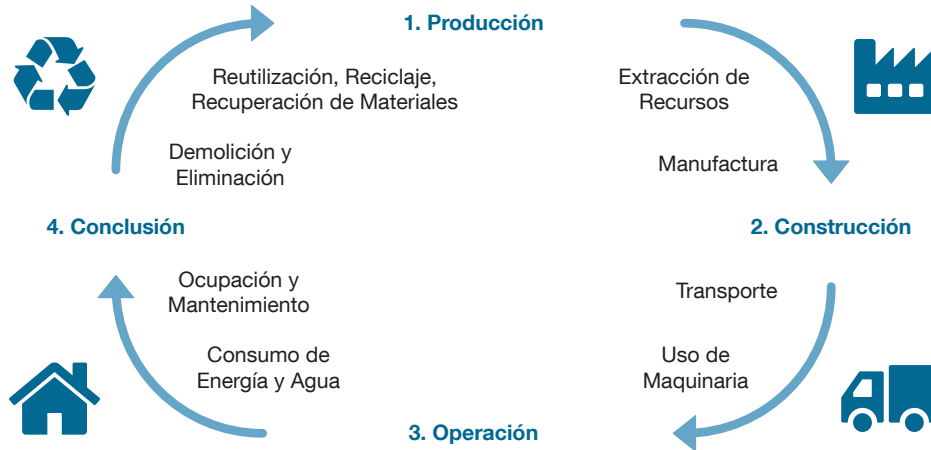 1. Producción
Extracción de
Recursos
Manufactura
2. Construcción
Transporte
Uso de
Maquinaria
3. Operación
Consumo de
Energía y Agua
Ocupación y
Mantenimiento
4. Conclusión
Demolición y
Eliminación
Reutilización, Reciclaje,
Recuperación de Materiales